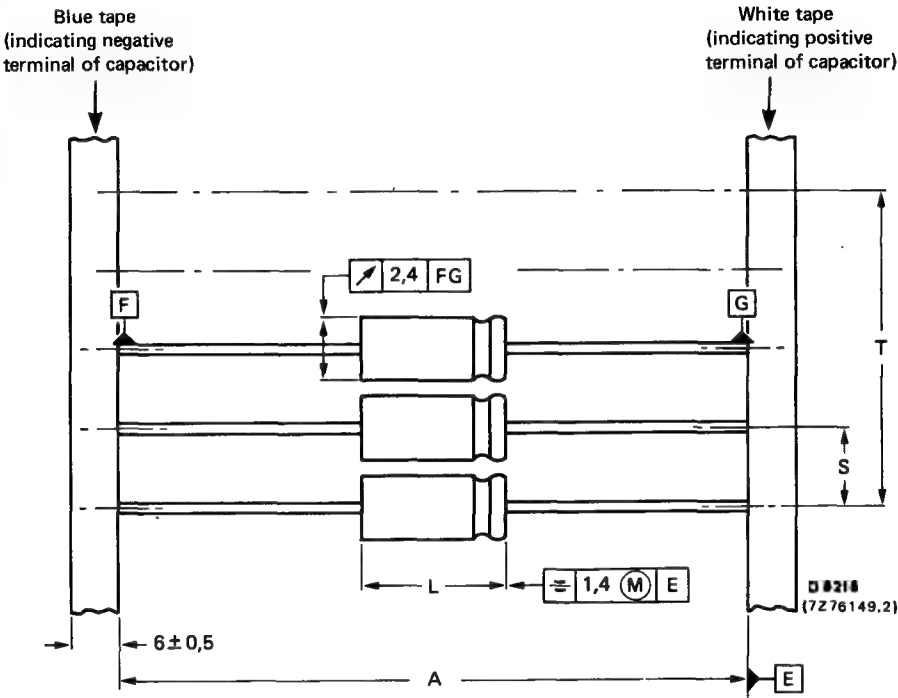 Blue tape
(indicating negative
terminal of capacitor)
White tape
(indicating positive
terminal of capacitor)
2,4 FG
F
G
T
S
L
1,4 M E
(7Z76149.2)
6±0,5
A
E